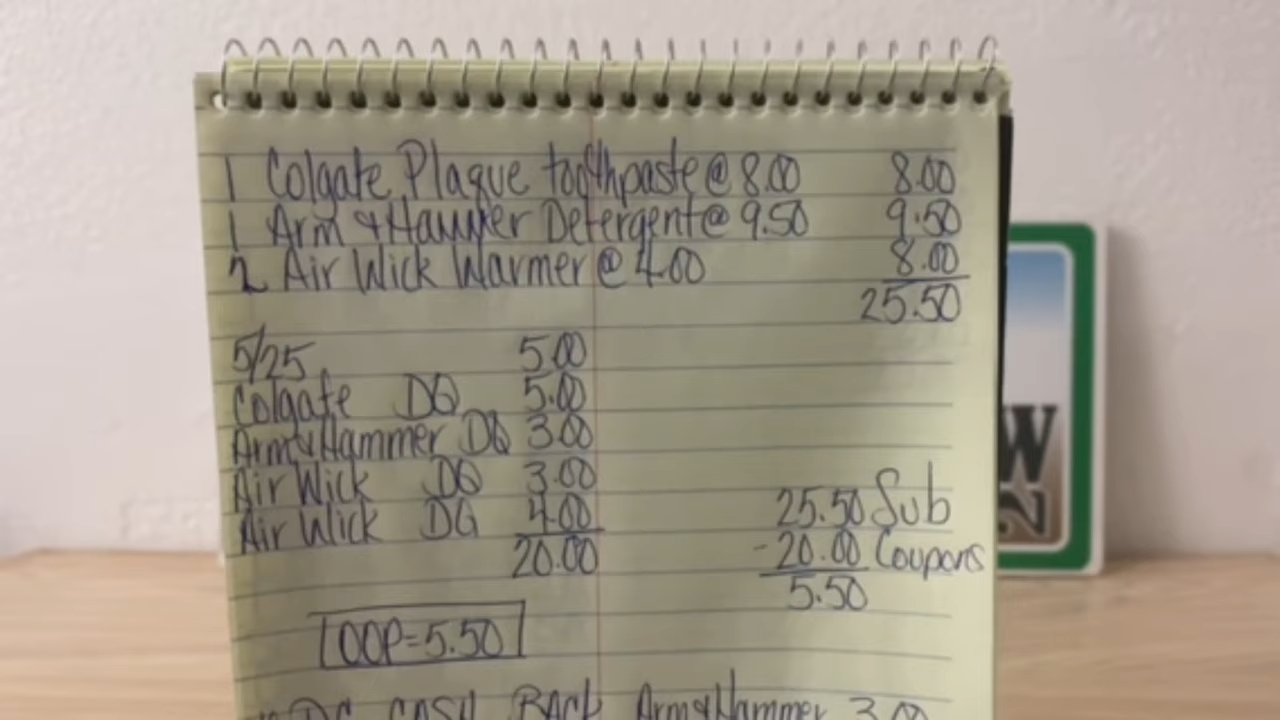 1 Colgate Plaque toothpaste @ 8.00 8.00
1 Arm & Hammer Detergent @ 9.50 9.50
2 Air Wick Warmer @ 4.00 8.00
25.50
5/25 5.00
Colgate DG 5.00
Arm & Hammer DG 3.00
Air Wick DG 3.00
Air Wick DG 4.00
20.00
25.50 Sub
- 20.00 Coupons
5.50
OOP=5.50
DG CASH BACK Arm & Hammer 3.00
W